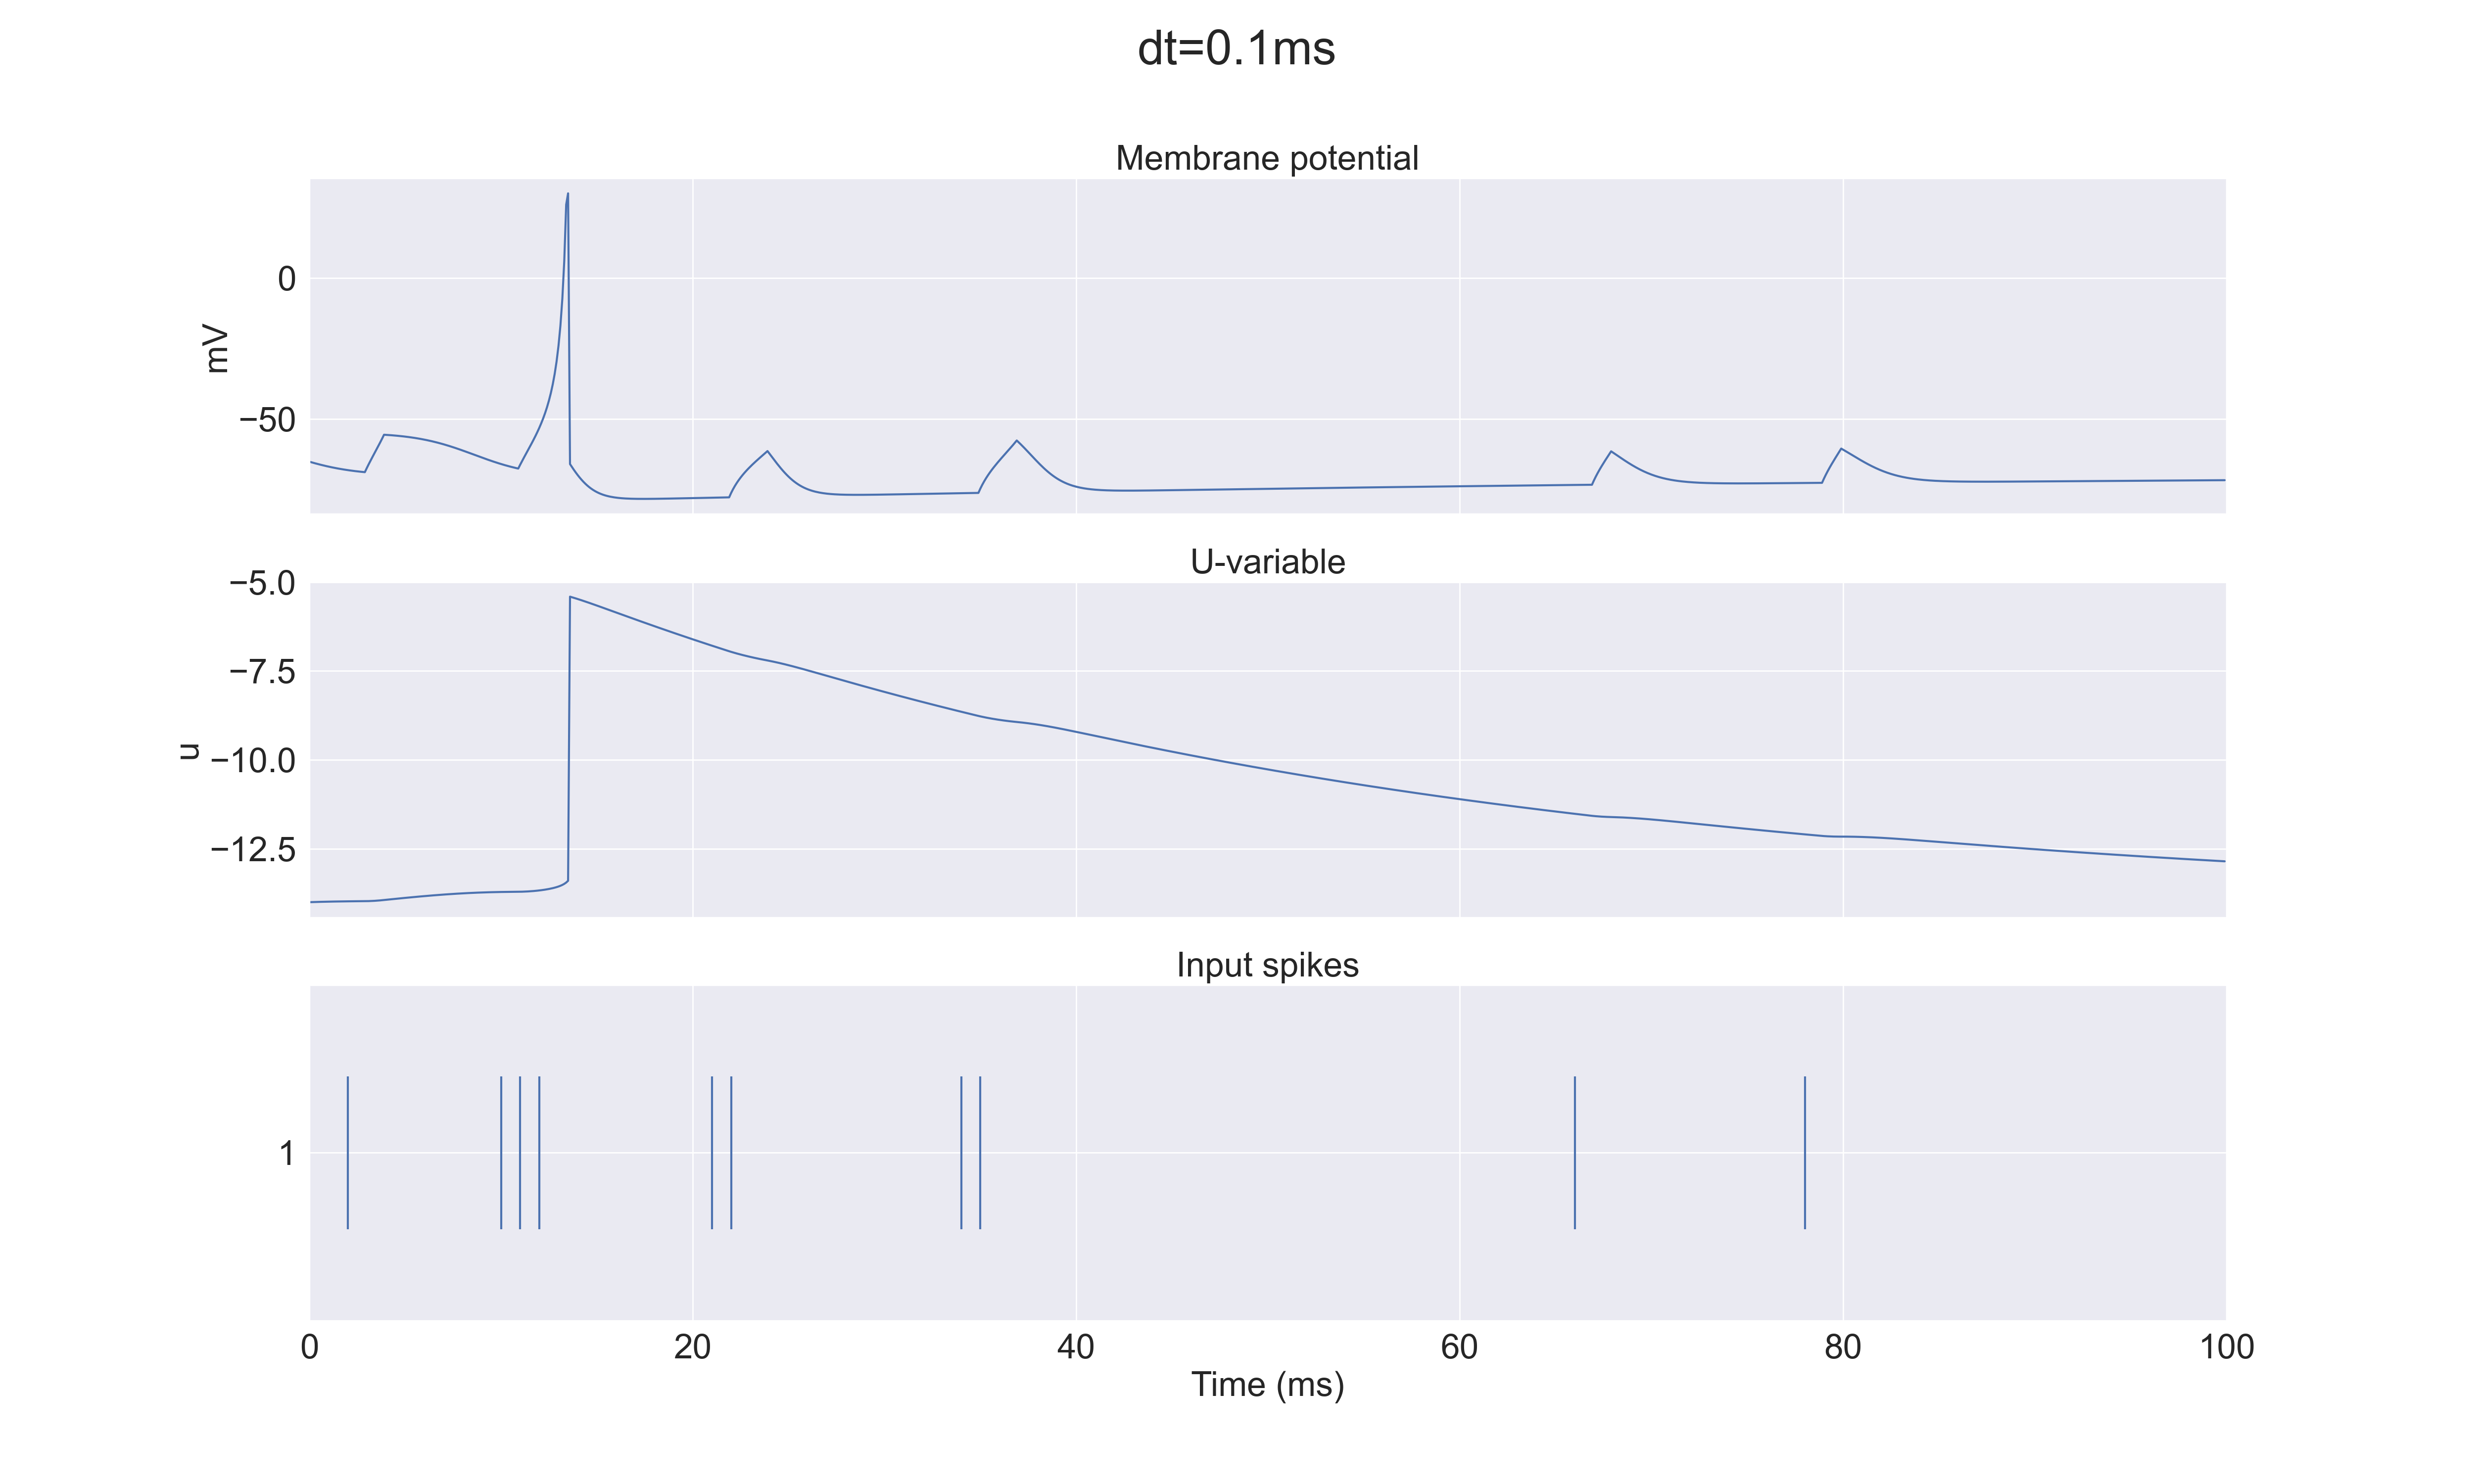 dt=0.1ms
Membrane potential
0
−50
mV
U-variable
−5.0
−7.5
−10.0
−12.5
u
Input spikes
1
0 20 40 60 80 100
Time (ms)